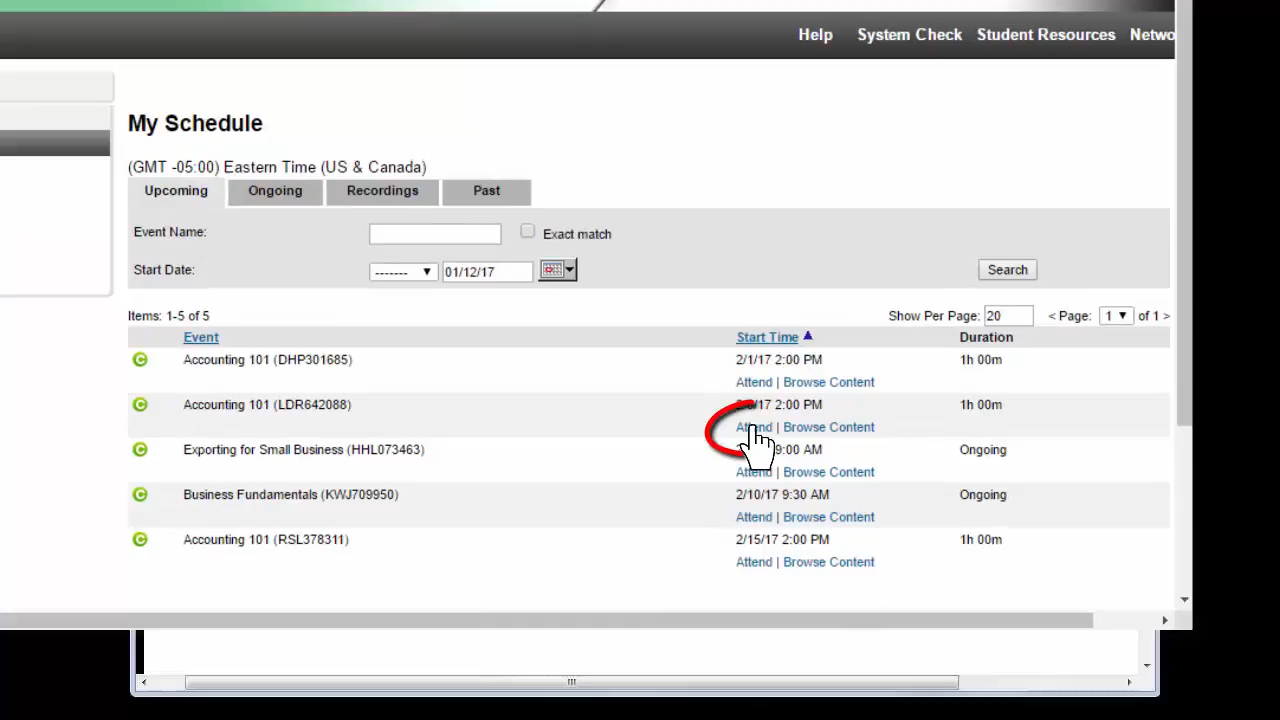 Help System Check Student Resources Netwo
My Schedule
(GMT -05:00) Eastern Time (US & Canada)
Upcoming Ongoing Recordings Past
Event Name: Exact match
Start Date: ------- 01/12/17 Search
Items: 1-5 of 5 Show Per Page: 20 < Page: 1 of 1 >
Event Start Time Duration
Accounting 101 (DHP301685) 2/1/17 2:00 PM 1h 00m
Attend | Browse Content
Accounting 101 (LDR642088) 2:00 PM 1h 00m
Attend | Browse Content
Exporting for Small Business (HHL073463) 9:00 AM Ongoing
Attend | Browse Content
Business Fundamentals (KWJ709950) 2/10/17 9:30 AM Ongoing
Attend | Browse Content
Accounting 101 (RSL378311) 2/15/17 2:00 PM 1h 00m
Attend | Browse Content